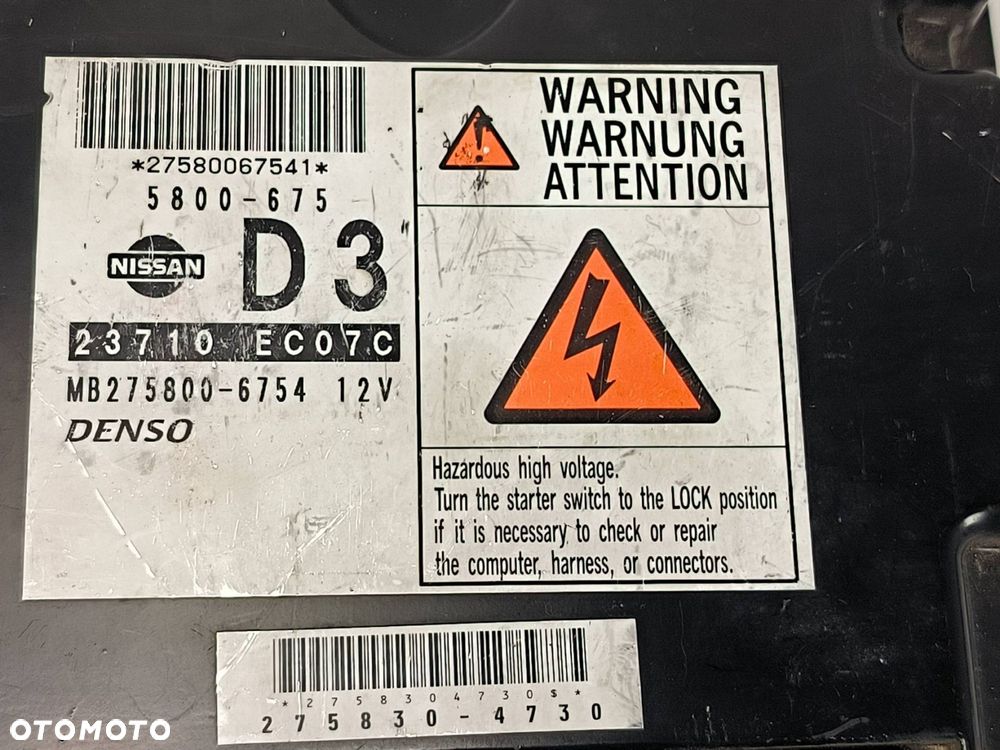 *27580067541*
5800-675
NISSAN
D3
23710 EC07C
MB275800-6754 12V
DENSO
WARNING
WARNUNG
ATTENTION
Hazardous high voltage.
Turn the starter switch to the LOCK position
if it is necessary to check or repair
the computer, harness, or connectors.
*2758304730$*
275830-4730
OTOMOTO